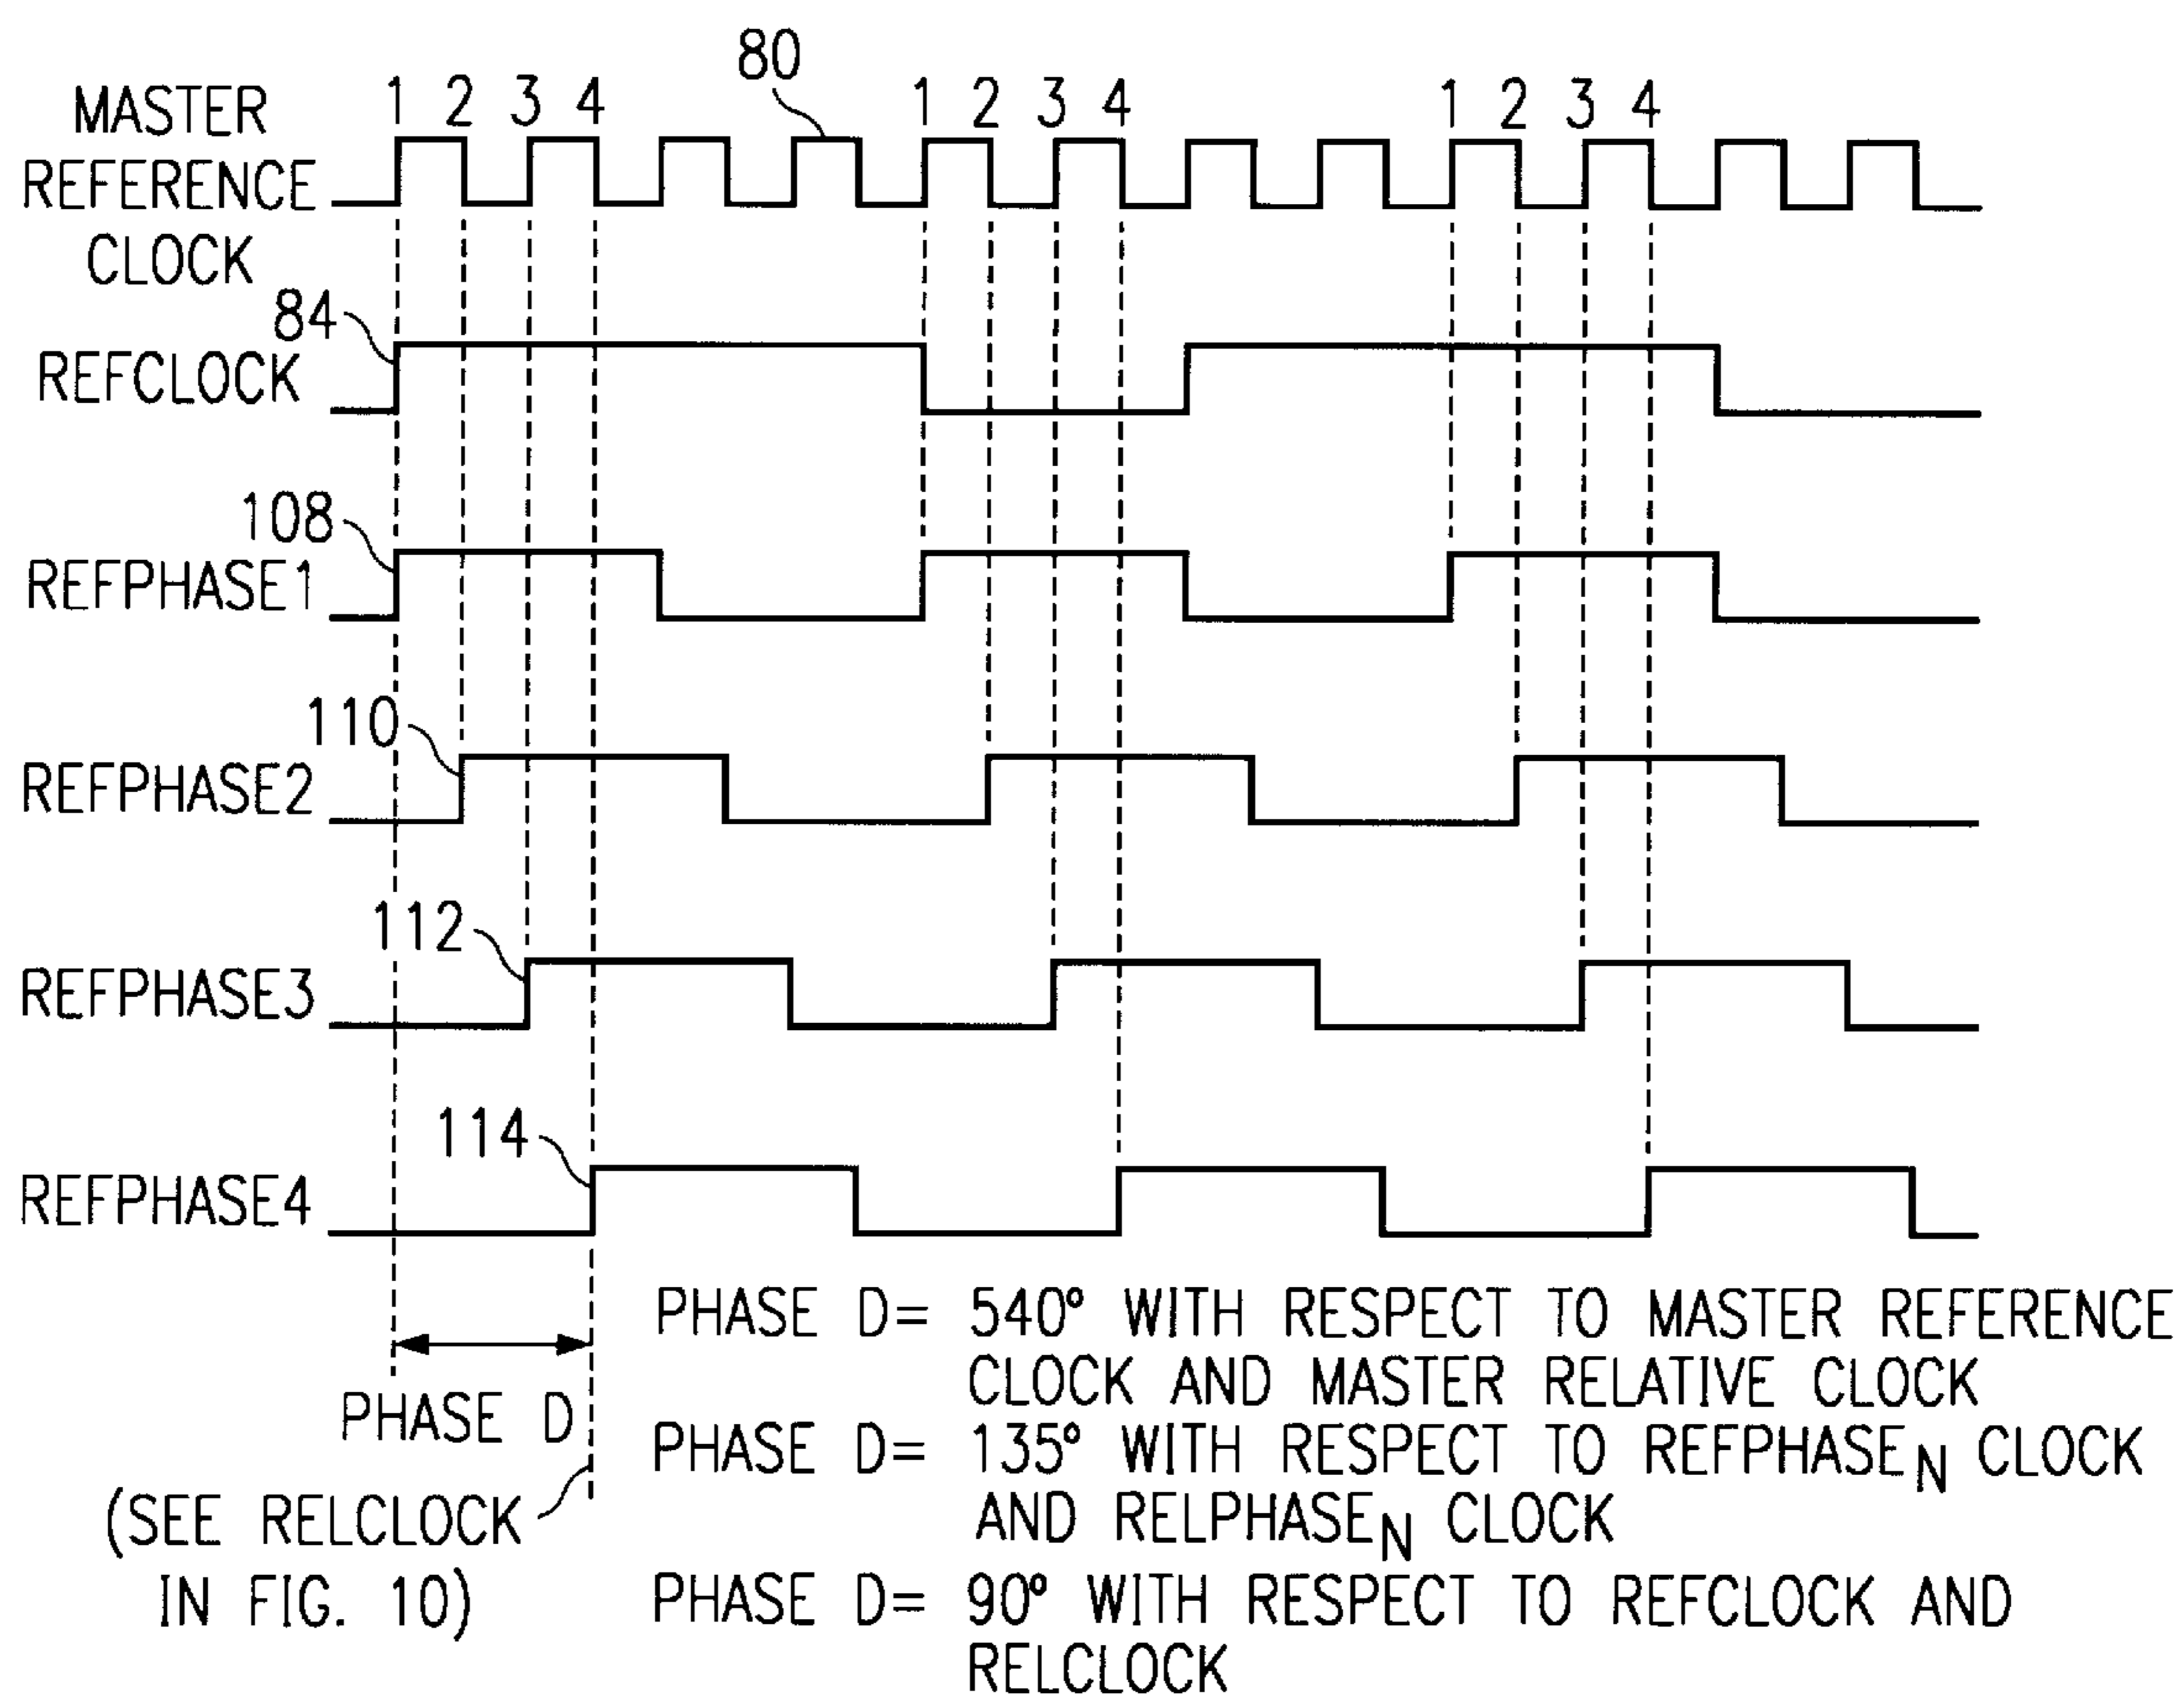 80
1 2 3 4 1 2 3 4 1 2 3 4
MASTER
REFERENCE
CLOCK
84
REFCLOCK
108
REFPHASE1
110
REFPHASE2
112
REFPHASE3
114
REFPHASE4
PHASE D
(SEE RELCLOCK
IN FIG. 10)
PHASE D= 540° WITH RESPECT TO MASTER REFERENCE
CLOCK AND MASTER RELATIVE CLOCK
PHASE D= 135° WITH RESPECT TO REFPHASEN CLOCK
AND RELPHASEN CLOCK
PHASE D= 90° WITH RESPECT TO REFCLOCK AND
RELCLOCK